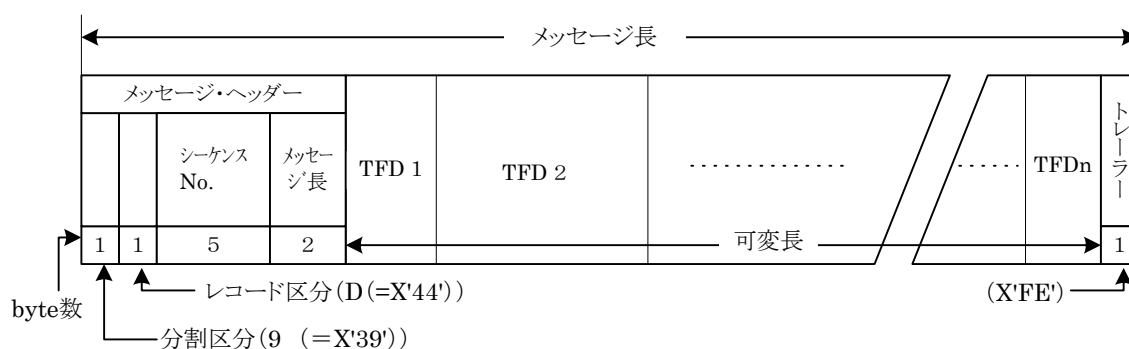 メッセージ長
メッセージ・ヘッダー
シーケンス
No.
メッセー
ジ長
TFD 1
TFD 2
…………………
…………
TFDn
トレーラー
1
1
5
2
可変長
1
byte数
レコード区分(D(=X'44'))
(X'FE')
分割区分(9 (=X'39'))